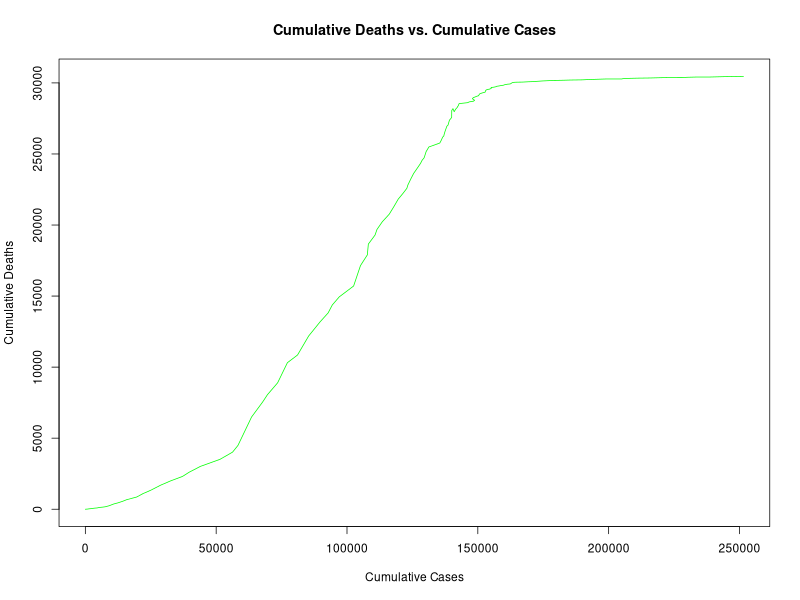 Cumulative Deaths vs. Cumulative Cases
Cumulative Deaths
30000
25000
20000
15000
10000
5000
0
0 50000 100000 150000 200000 250000
Cumulative Cases